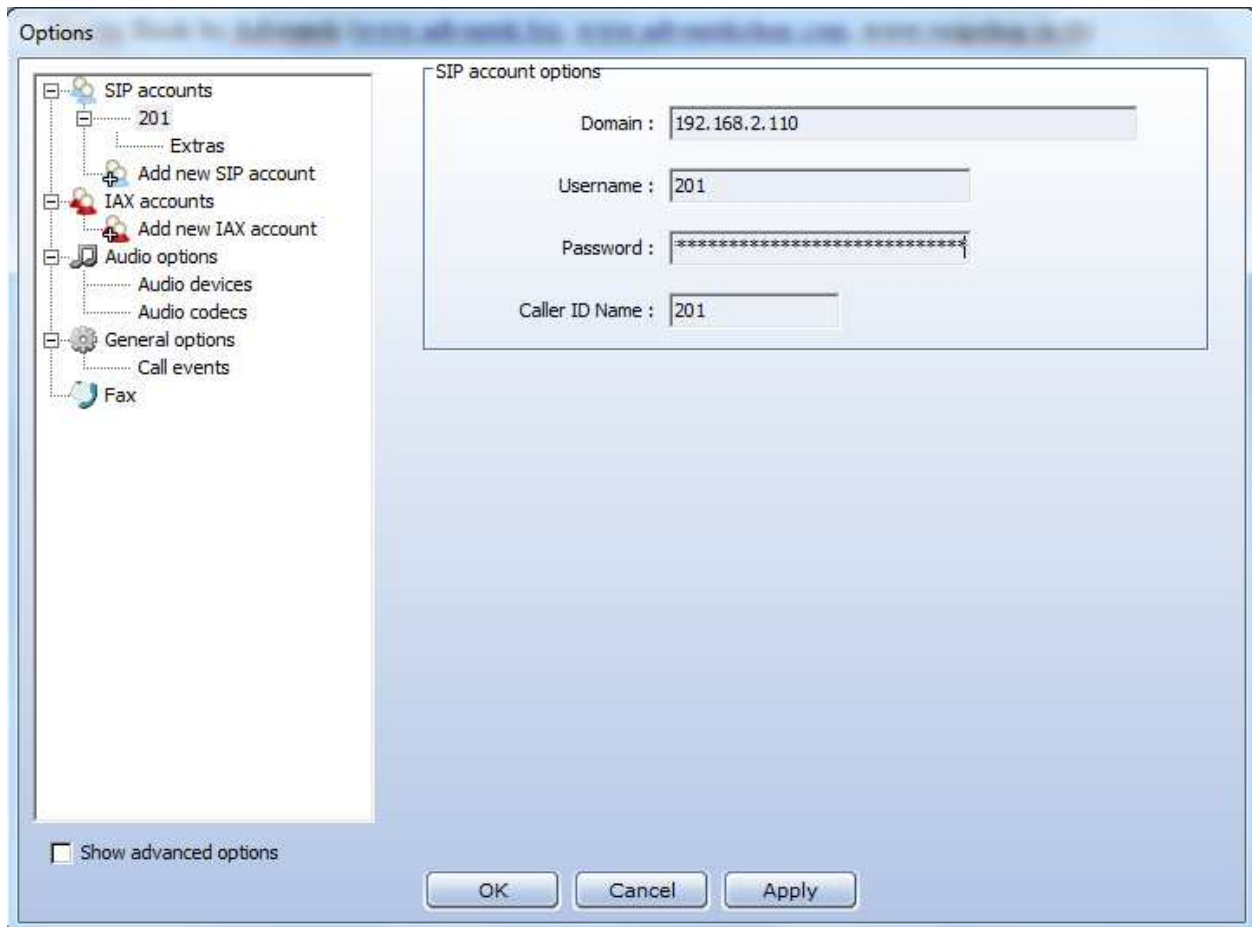 Options
SIP accounts
201
Extras
Add new SIP account
IAX accounts
Add new IAX account
Audio options
Audio devices
Audio codecs
General options
Call events
Fax
Show advanced options
SIP account options
Domain : 192.168.2.110
Username : 201
Password : ****************************
Caller ID Name : 201
OK Cancel Apply